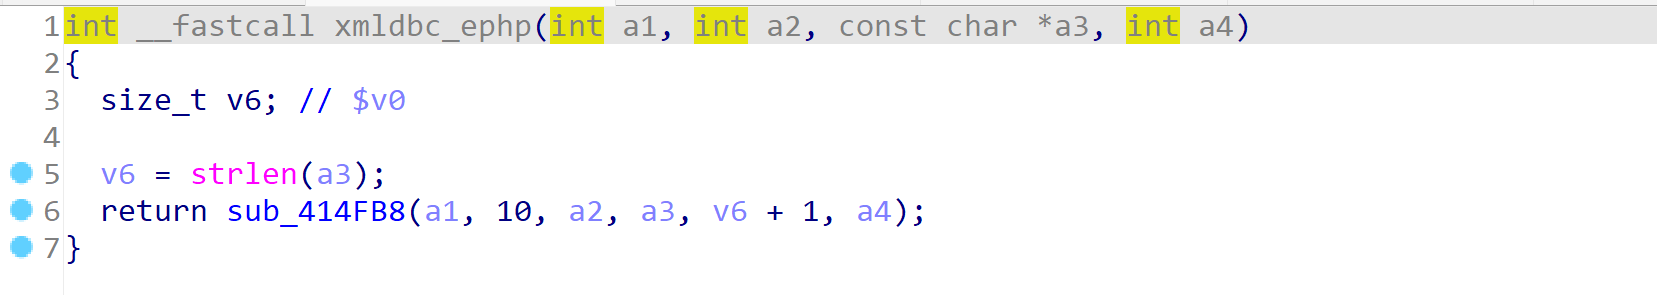 1 int __fastcall xmldbc_ephp(int a1, int a2, const char *a3, int a4)
2 {
3   size_t v6; // $v0
4
5   v6 = strlen(a3);
6   return sub_414FB8(a1, 10, a2, a3, v6 + 1, a4);
7 }